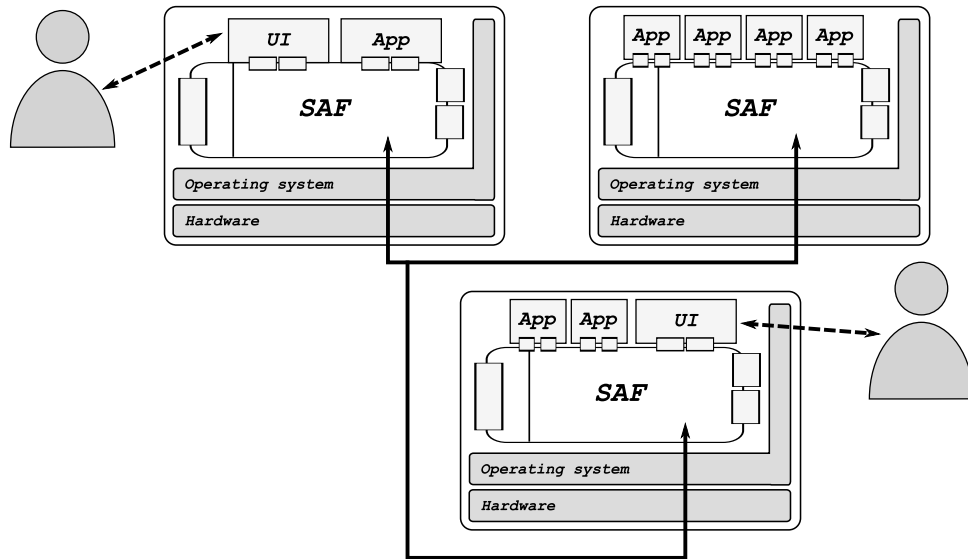 UI
App
SAF
Operating system
Hardware
App
App
App
App
SAF
Operating system
Hardware
App
App
UI
SAF
Operating system
Hardware